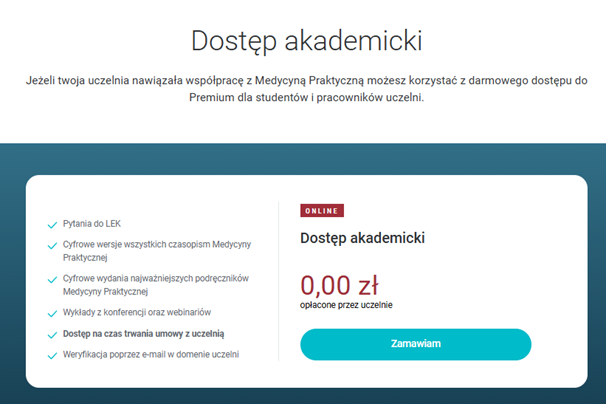 Dostęp akademicki
Jeżeli twoja uczelnia nawiązała współpracę z Medycyną Praktyczną możesz korzystać z darmowego dostępu do
Premium dla studentów i pracowników uczelni.
Pytania do LEK
Cyfrowe wersje wszystkich czasopism Medycyny
Praktycznej
Cyfrowe wydania najważniejszych podręczników
Medycyny Praktycznej
Wykłady z konferencji oraz webinariów
Dostęp na czas trwania umowy z uczelnią
Weryfikacja poprzez e-mail w domenie uczelni
ONLINE
Dostęp akademicki
0,00 zł
opłacone przez uczelnie
Zamawiam